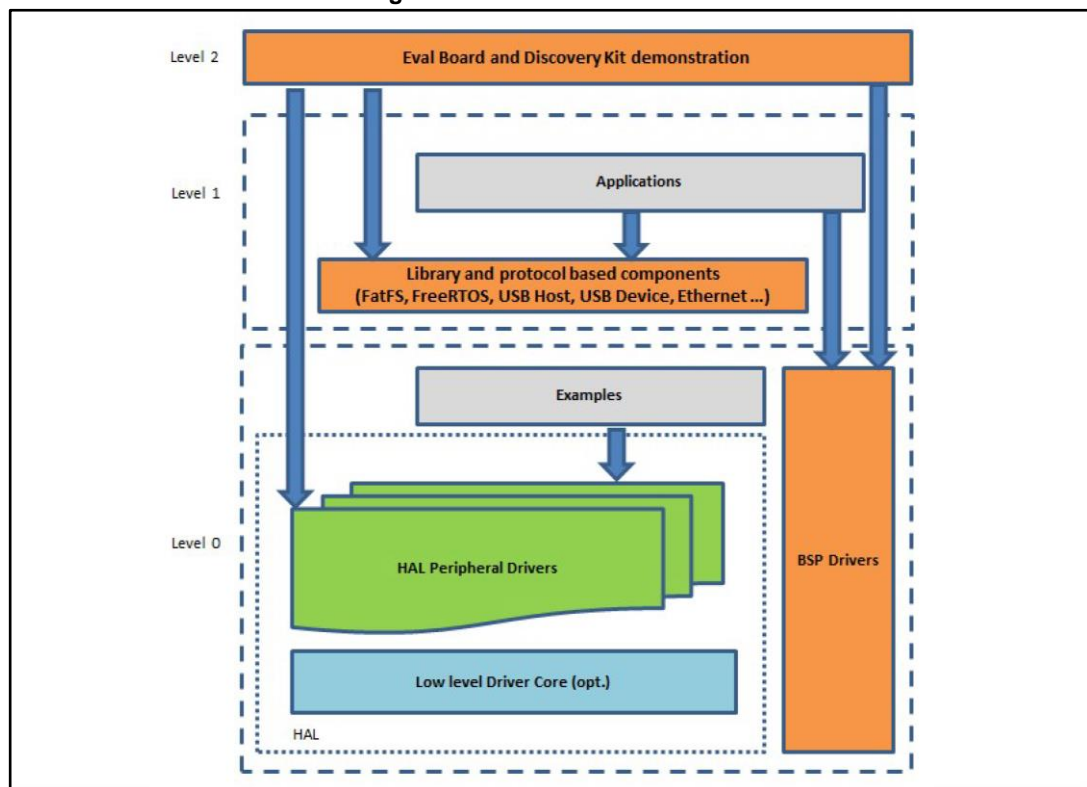 Level 2
Eval Board and Discovery Kit demonstration
Level 1
Applications
Library and protocol based components
(FatFS, FreeRTOS, USB Host, USB Device, Ethernet ...)
Examples
Level 0
HAL Peripheral Drivers
BSP Drivers
Low level Driver Core (opt.)
HAL